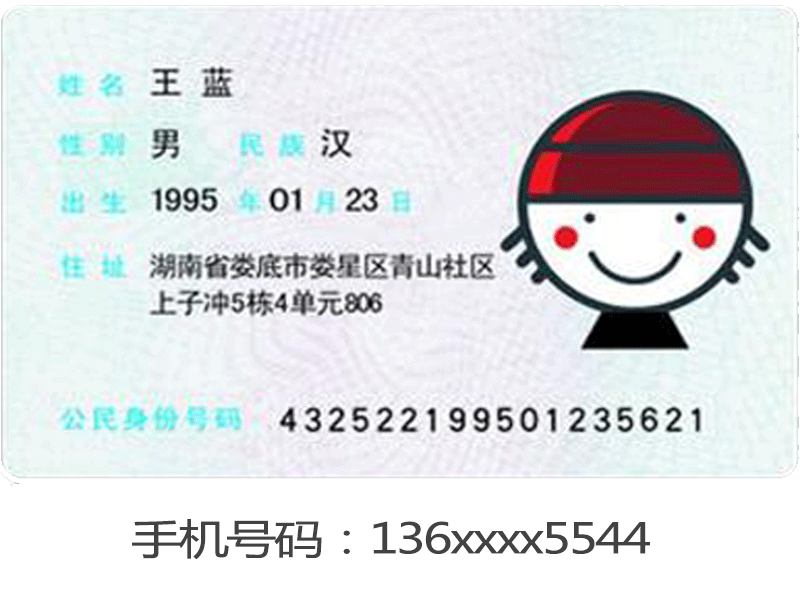 姓名 王蓝
性别 男 民族 汉
出生 1995 年 01 月 23 日
住址 湖南省娄底市娄星区青山社区
上子冲5栋4单元806
公民身份号码 432522199501235621
手机号码：136xxxx5544